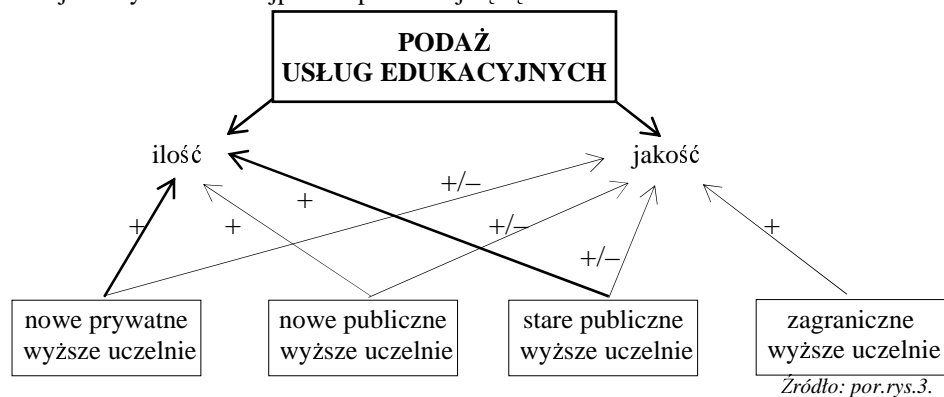 PODAŻ
USŁUG EDUKACYJNYCH
ilość
jakość
+
+
+
+/–
+/–
+/–
+
nowe prywatne
wyższe uczelnie
nowe publiczne
wyższe uczelnie
stare publiczne
wyższe uczelnie
zagraniczne
wyższe uczelnie
Źródło: por.rys.3.